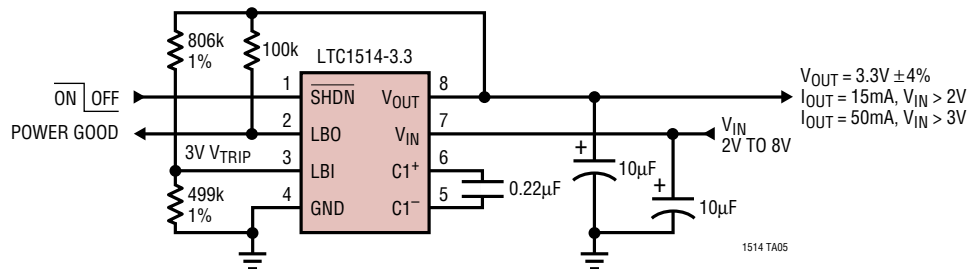 806k
1%
100k
LTC1514-3.3
ON OFF
1
SHDN
VOUT
8
VOUT = 3.3V ±4%
IOUT = 15mA, VIN > 2V
IOUT = 50mA, VIN > 3V
POWER GOOD
2
LBO
VIN
7
VIN
2V TO 8V
3V VTRIP
3
LBI
C1+
6
0.22µF
+
10µF
+
10µF
499k
1%
4
GND
C1–
5
1514 TA05